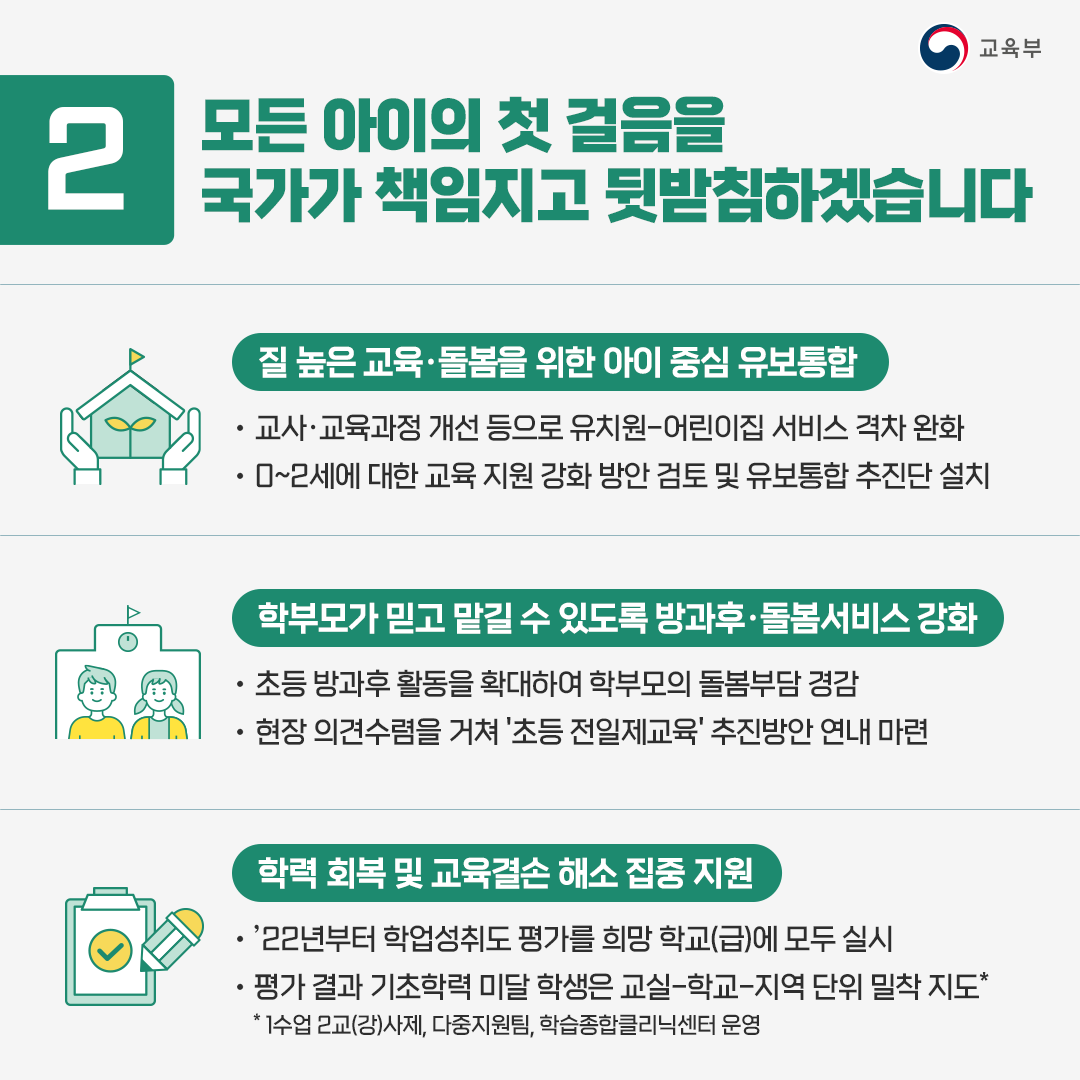 교육부
2
모든 아이의 첫 걸음을
국가가 책임지고 뒷받침하겠습니다
질 높은 교육·돌봄을 위한 아이 중심 유보통합
• 교사·교육과정 개선 등으로 유치원-어린이집 서비스 격차 완화
• 0~2세에 대한 교육 지원 강화 방안 검토 및 유보통합 추진단 설치
학부모가 믿고 맡길 수 있도록 방과후·돌봄서비스 강화
• 초등 방과후 활동을 확대하여 학부모의 돌봄부담 경감
• 현장 의견수렴을 거쳐 '초등 전일제교육' 추진방안 연내 마련
학력 회복 및 교육결손 해소 집중 지원
• ’22년부터 학업성취도 평가를 희망 학교(급)에 모두 실시
• 평가 결과 기초학력 미달 학생은 교실-학교-지역 단위 밀착 지도*
* 1수업 2교(강)사제, 다중지원팀, 학습종합클리닉센터 운영